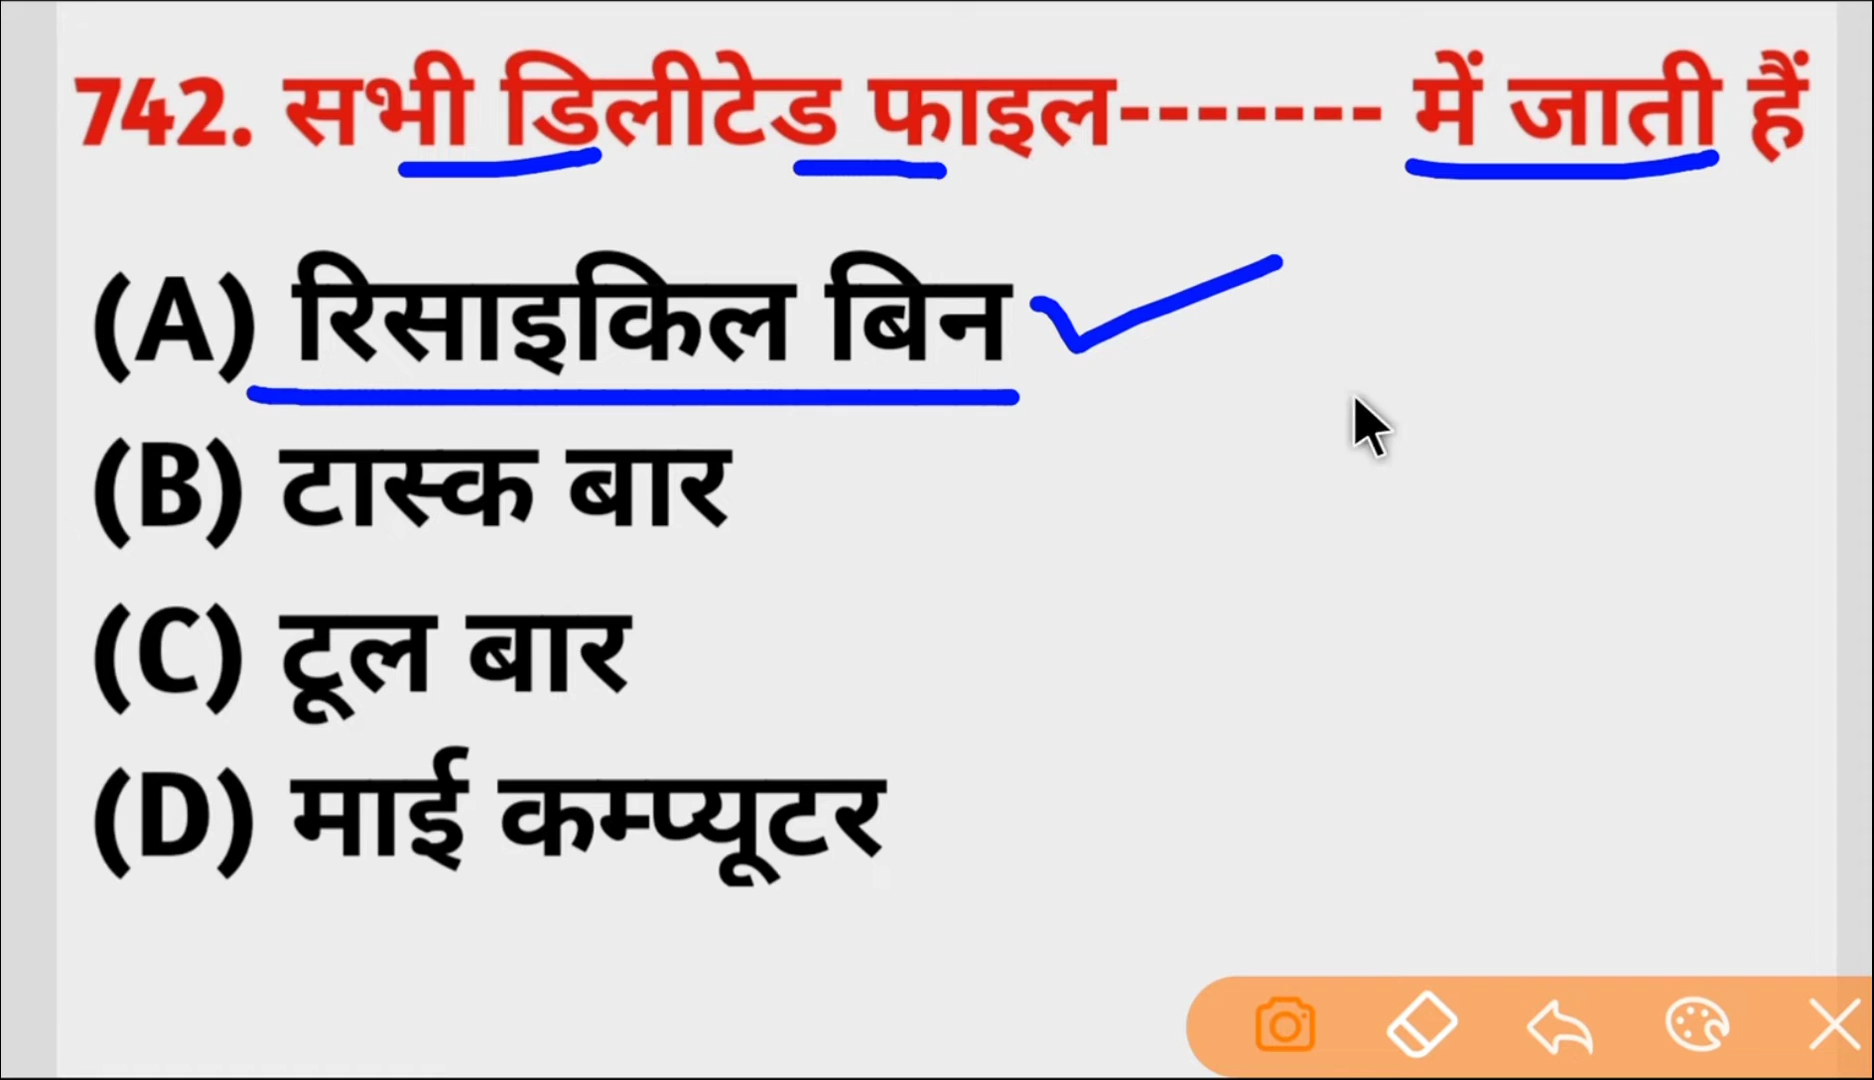 742. सभी डिलीटेड फाइल------- में जाती हैं
(A) रिसाइकिल बिन
(B) टास्क बार
(C) टूल बार
(D) माई कम्प्यूटर